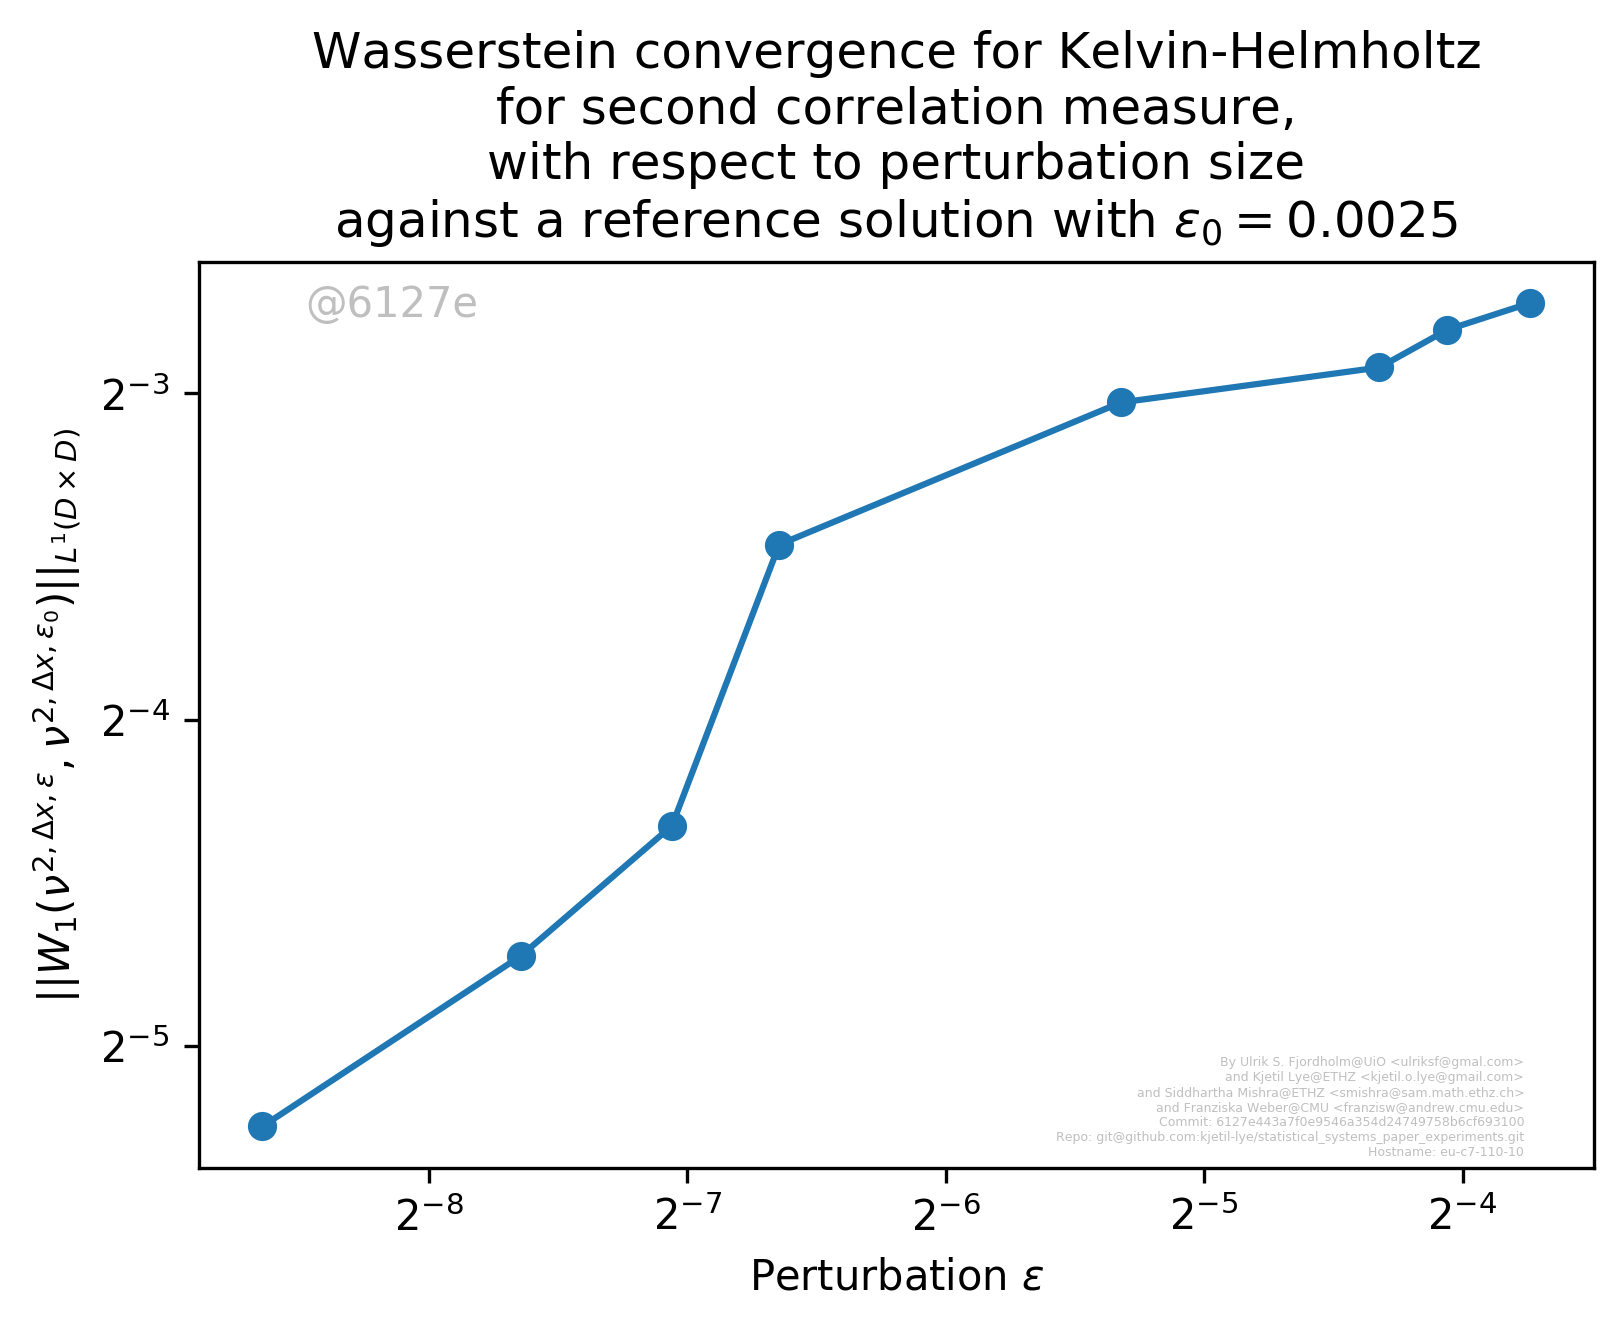 Wasserstein convergence for Kelvin-Helmholtz
for second correlation measure,
with respect to perturbation size
against a reference solution with ε₀ = 0.0025
@6127e
2⁻³
2⁻⁴
2⁻⁵
||W₁(ν^{2, Δx, ε}, ν^{2, Δx, ε₀})||_{L¹(D×D)}
By Ulrik S. Fjordholm@UiO <ulriksf@gmal.com>
and Kjetil Lye@ETHZ <kjetil.o.lye@gmail.com>
and Siddhartha Mishra@ETHZ <smishra@sam.math.ethz.ch>
and Franziska Weber@CMU <franzisw@andrew.cmu.edu>
Commit: 6127e443a7f0e9546a354d24749758b6cf693100
Repo: git@github.com:kjetil-lye/statistical_systems_paper_experiments.git
Hostname: eu-c7-110-10
2⁻⁸ 2⁻⁷ 2⁻⁶ 2⁻⁵ 2⁻⁴
Perturbation ε